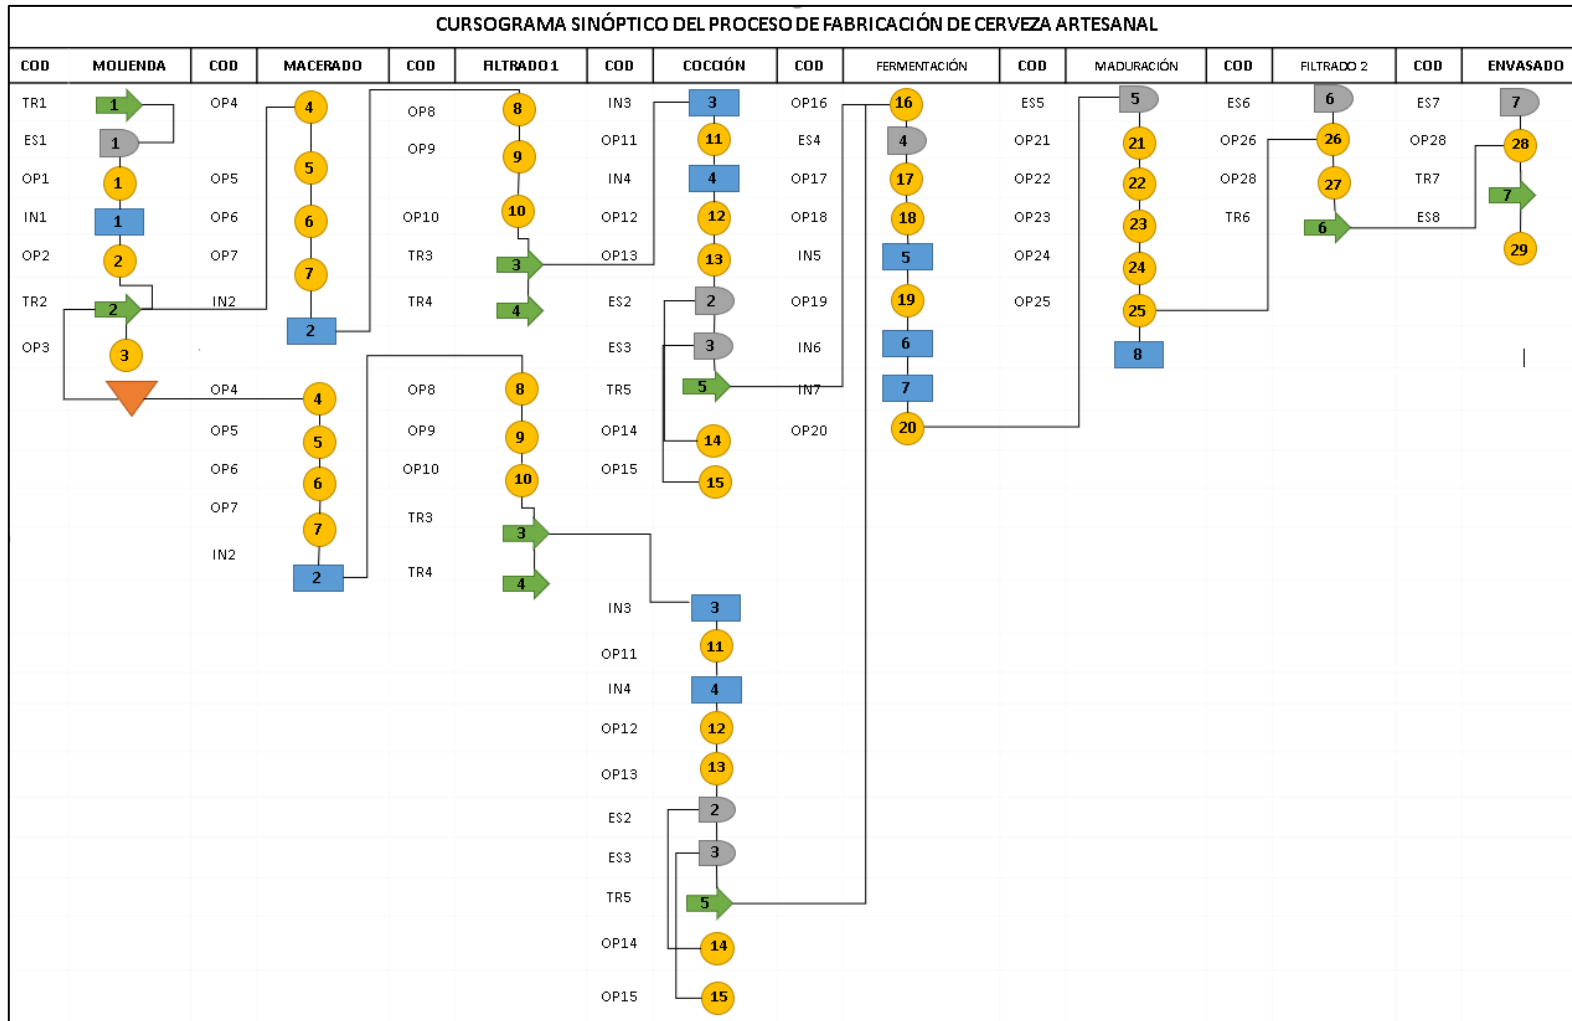 CURSOGRAMA SINÓPTICO DEL PROCESO DE FABRICACIÓN DE CERVEZA ARTESANAL
COD MOLIENDA COD MACERADO COD FILTRADO 1 COD COCCIÓN COD FERMENTACIÓN COD MADURACIÓN COD FILTRADO 2 COD ENVASADO
TR1 1
ES1 1
OP1 1
IN1 1
OP2 2
TR2 2
OP3 3
OP4 4
OP5 5
OP6 6
OP7 7
IN2 2
OP4 4
OP5 5
OP6 6
OP7 7
IN2 2
OP8 8
OP9 9
OP10 10
TR3 3
TR4 4
OP8 8
OP9 9
OP10 10
TR3 3
TR4 4
IN3 3
OP11 11
IN4 4
OP12 12
OP13 13
ES2 2
ES3 3
TR5 5
OP14 14
OP15 15
IN3 3
OP11 11
IN4 4
OP12 12
OP13 13
ES2 2
ES3 3
TR5 5
OP14 14
OP15 15
OP16 16
ES4 4
OP17 17
OP18 18
IN5 5
OP19 19
IN6 6
IN7 7
OP20 20
ES5 5
OP21 21
OP22 22
OP23 23
OP24 24
OP25 25
8
ES6 6
OP26 26
OP28 27
TR6 6
ES7 7
OP28 28
TR7 7
ES8 29